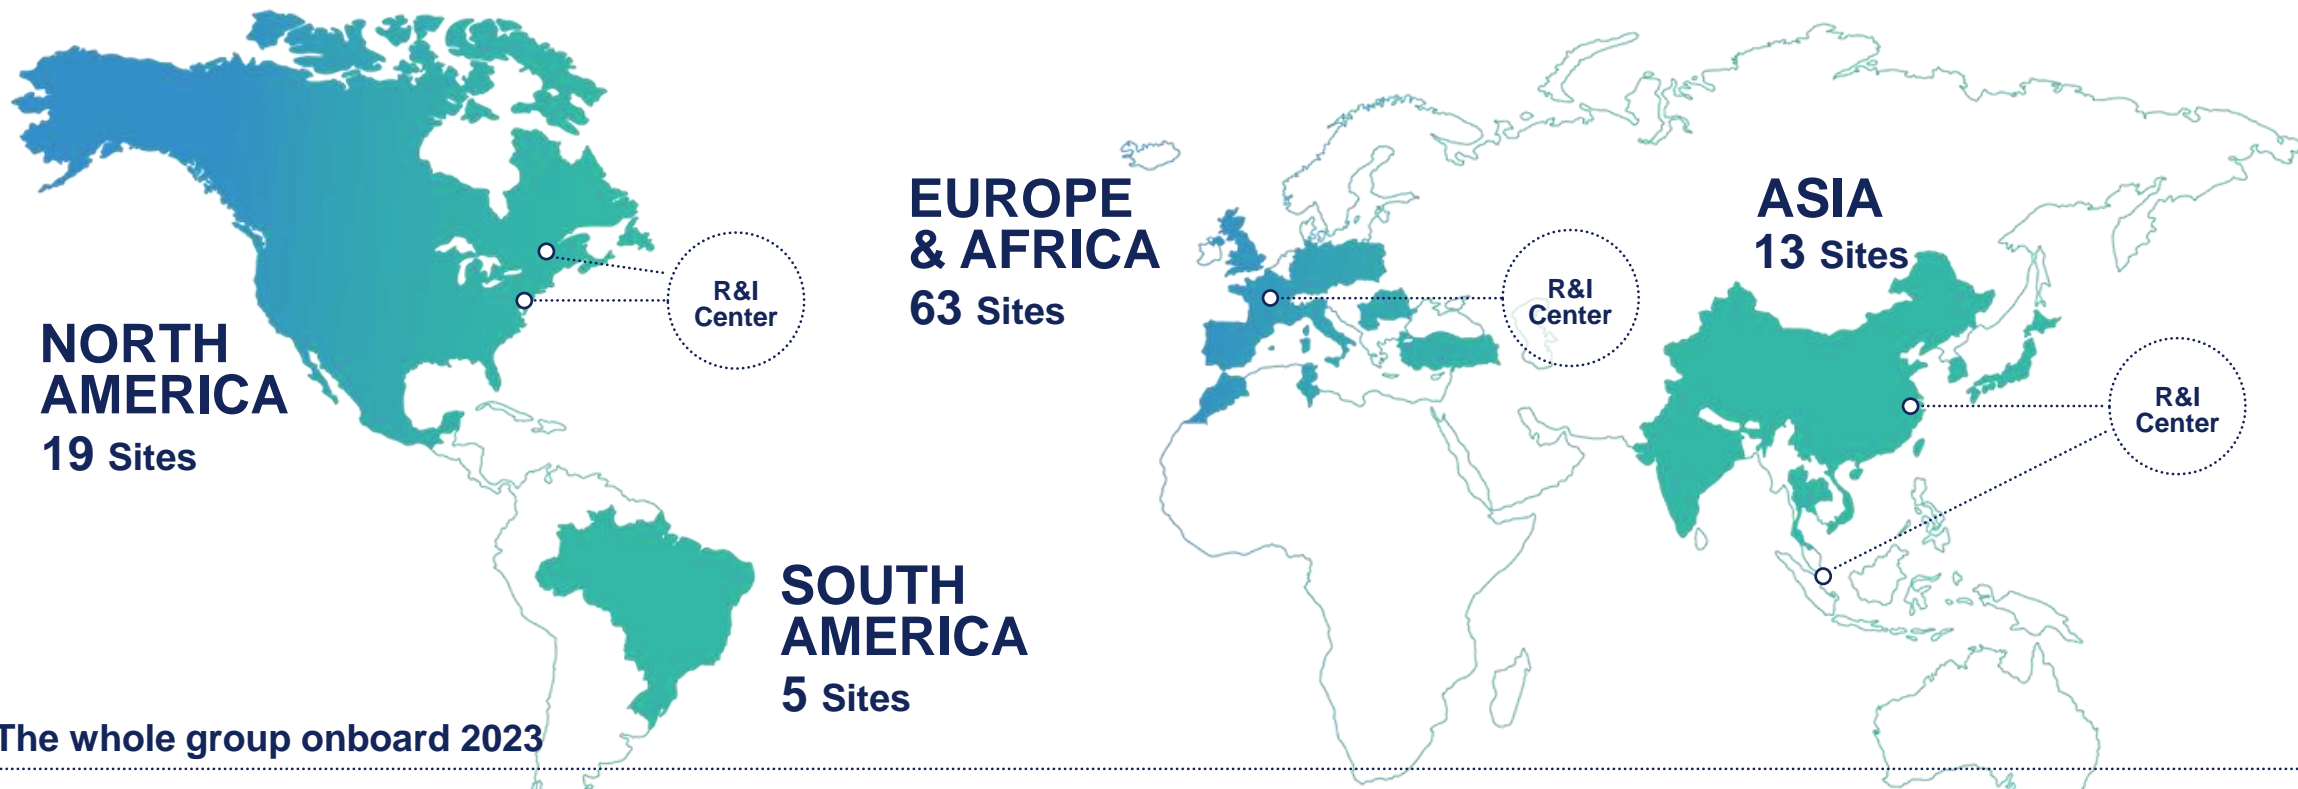 EUROPE
& AFRICA
63 Sites
ASIA
13 Sites
R&I
Center
R&I
Center
NORTH
AMERICA
19 Sites
R&I
Center
SOUTH
AMERICA
5 Sites
The whole group onboard 2023